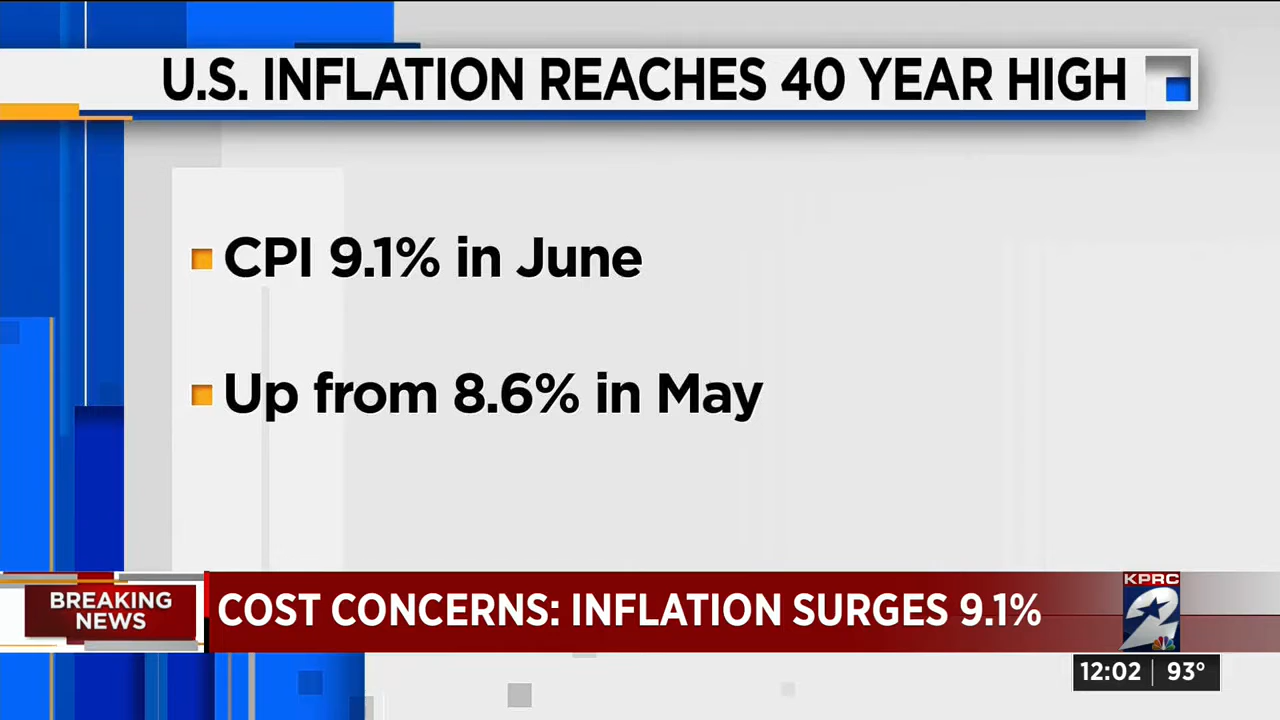 U.S. INFLATION REACHES 40 YEAR HIGH
CPI 9.1% in June
Up from 8.6% in May
BREAKING
NEWS
COST CONCERNS: INFLATION SURGES 9.1%
KPRC
2
12:02 93°